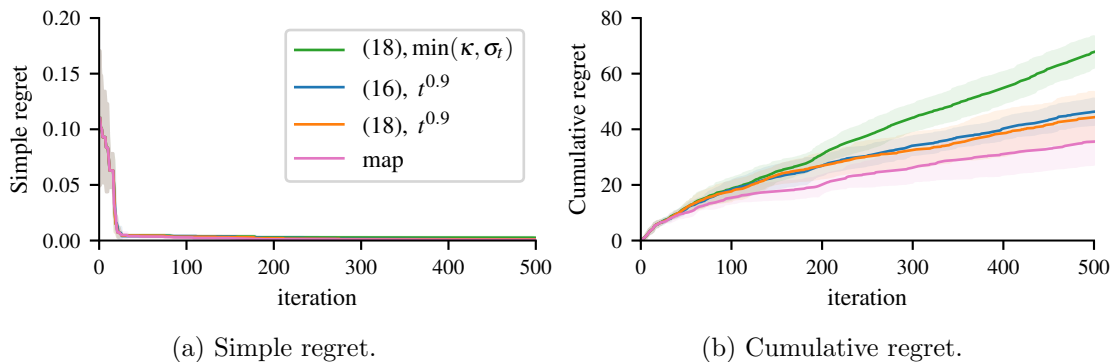 Simple regret
0.20
0.15
0.10
0.05
0.00
0 100 200 300 400 500
iteration
(18), min(κ, σ_t)
(16), t^{0.9}
(18), t^{0.9}
map
(a) Simple regret.
Cumulative regret
80
60
40
20
0
0 100 200 300 400 500
iteration
(b) Cumulative regret.